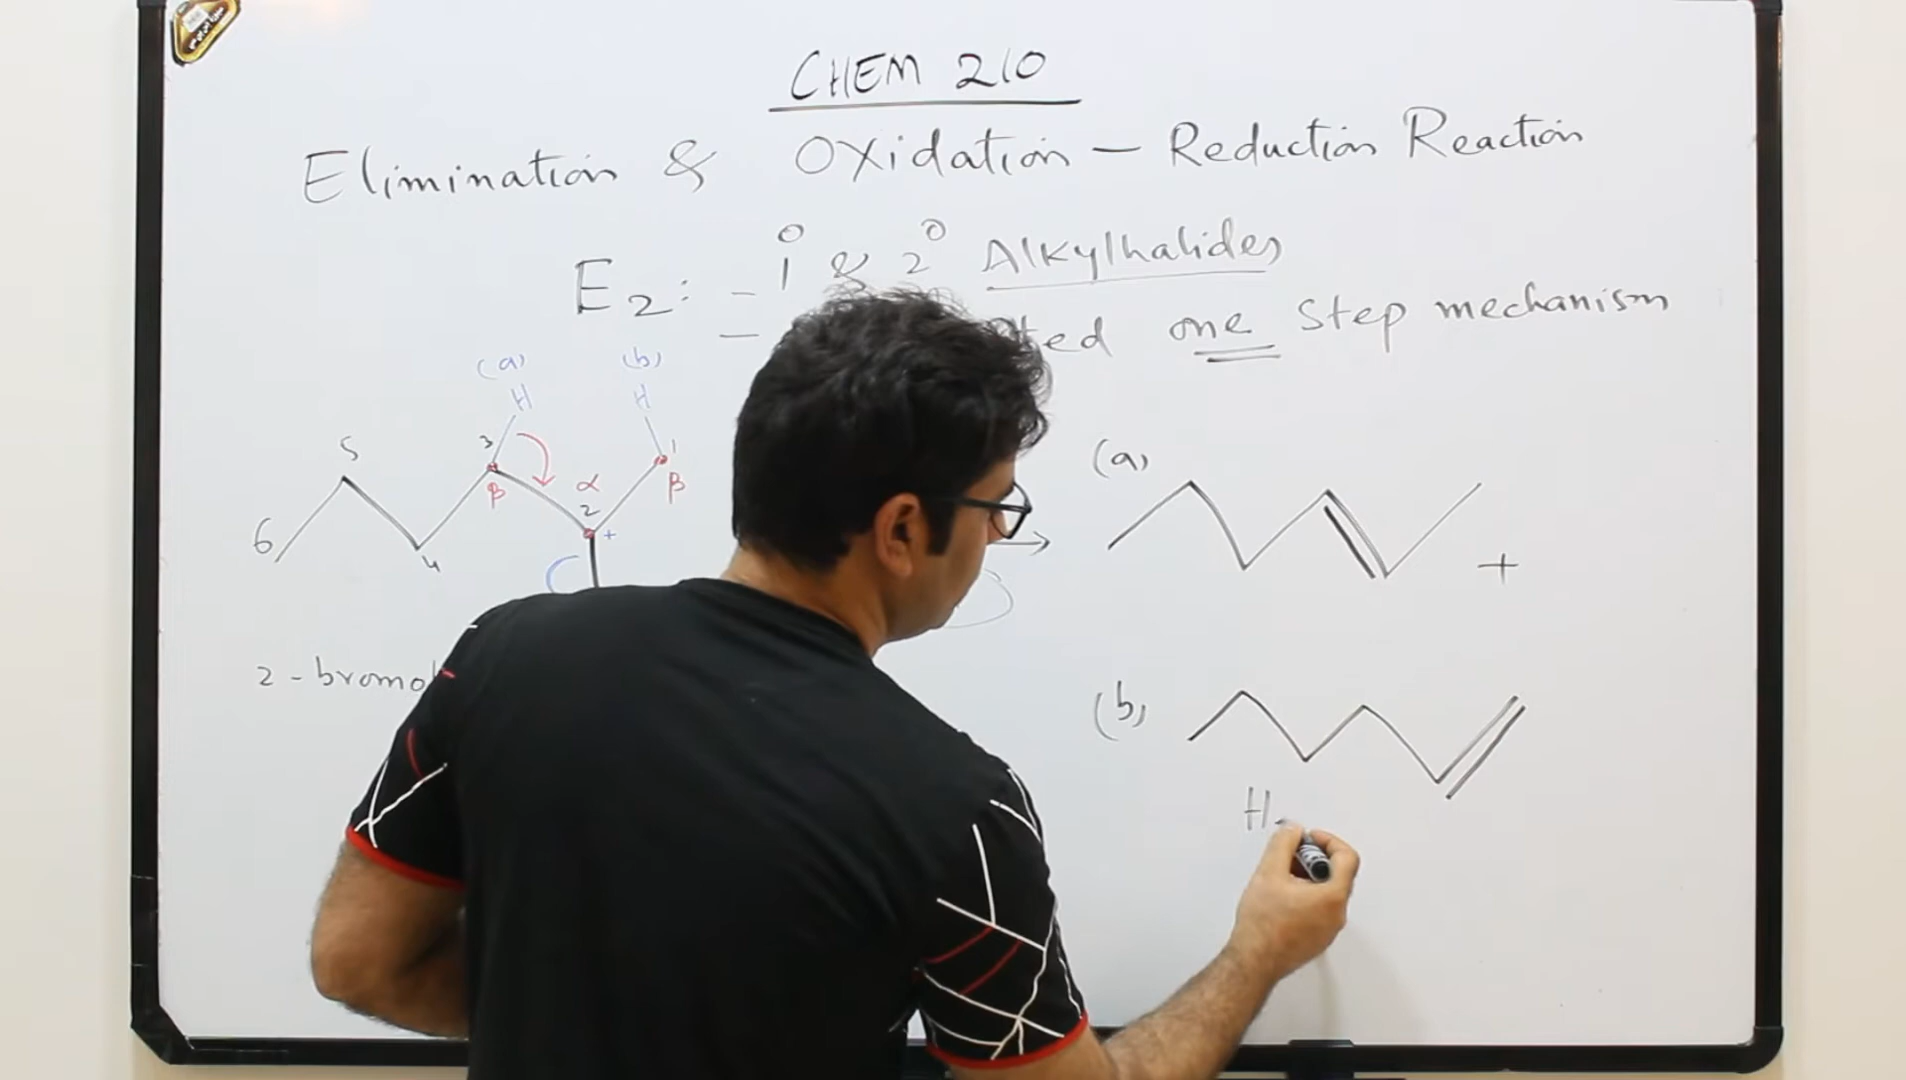 CHEM 210
Elimination & Oxidation - Reduction Reaction
E2: - 1° & 2° Alkylhalides
- ted one step mechanism
(a) (b)
H H
5 3 1
β α β
2
6 4 +
2 - bromo
(a)
+
(b)
H